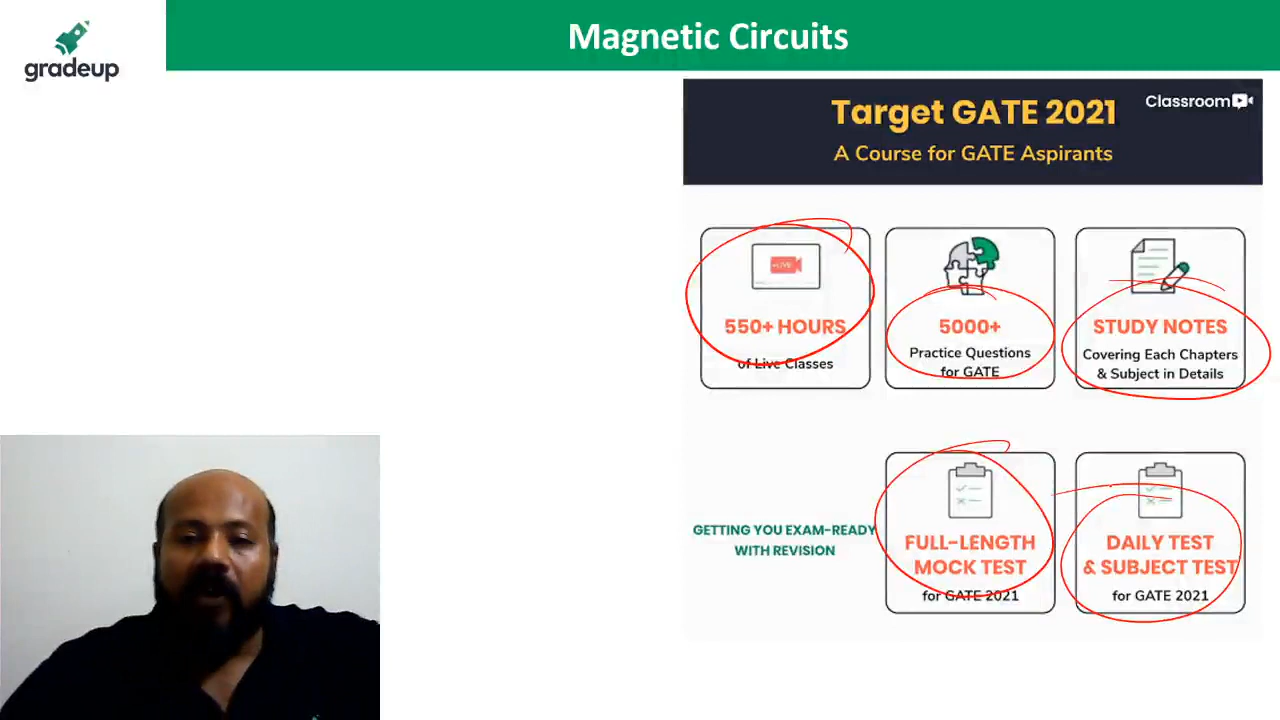 gradeup
Magnetic Circuits
Target GATE 2021
Classroom
A Course for GATE Aspirants
LIVE
550+ HOURS
of Live Classes
5000+
Practice Questions
for GATE
STUDY NOTES
Covering Each Chapters
& Subject in Details
GETTING YOU EXAM-READY
WITH REVISION
FULL-LENGTH
MOCK TEST
for GATE 2021
DAILY TEST
& SUBJECT TEST
for GATE 2021